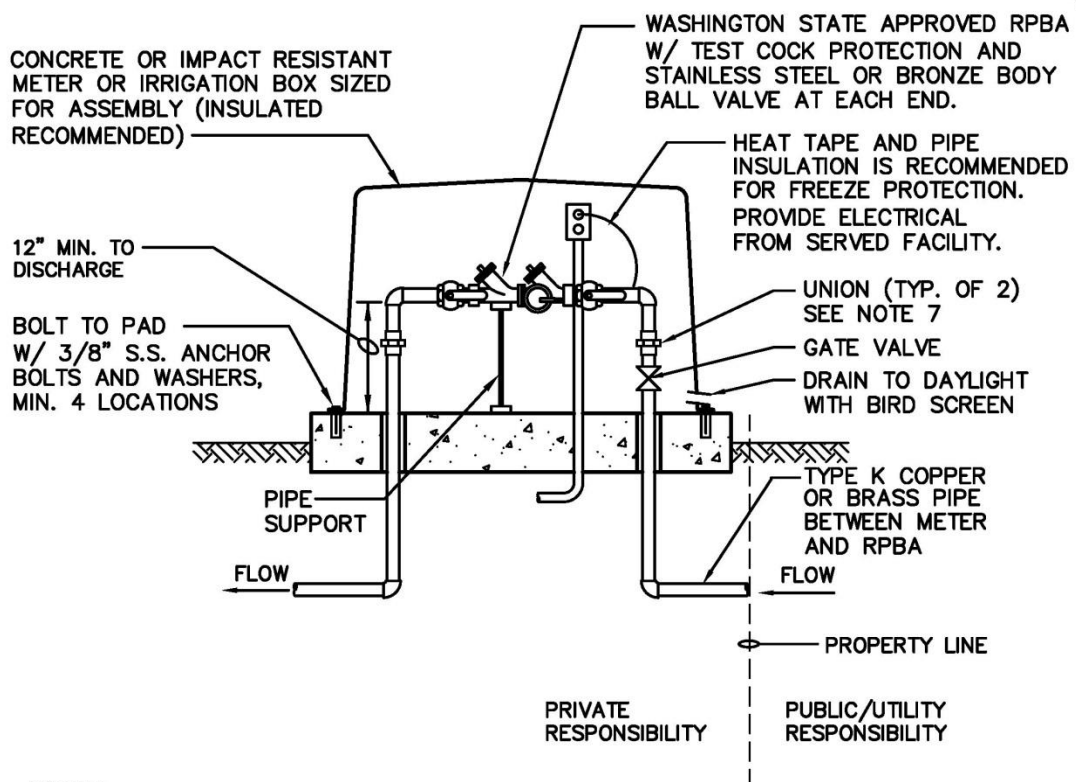 CONCRETE OR IMPACT RESISTANT
METER OR IRRIGATION BOX SIZED
FOR ASSEMBLY (INSULATED
RECOMMENDED)
WASHINGTON STATE APPROVED RPBA
W/ TEST COCK PROTECTION AND
STAINLESS STEEL OR BRONZE BODY
BALL VALVE AT EACH END.
HEAT TAPE AND PIPE
INSULATION IS RECOMMENDED
FOR FREEZE PROTECTION.
PROVIDE ELECTRICAL
FROM SERVED FACILITY.
12" MIN. TO
DISCHARGE
UNION (TYP. OF 2)
SEE NOTE 7
BOLT TO PAD
W/ 3/8" S.S. ANCHOR
BOLTS AND WASHERS,
MIN. 4 LOCATIONS
GATE VALVE
DRAIN TO DAYLIGHT
WITH BIRD SCREEN
PIPE
SUPPORT
TYPE K COPPER
OR BRASS PIPE
BETWEEN METER
AND RPBA
FLOW
FLOW
PROPERTY LINE
PRIVATE
RESPONSIBILITY
PUBLIC/UTILITY
RESPONSIBILITY